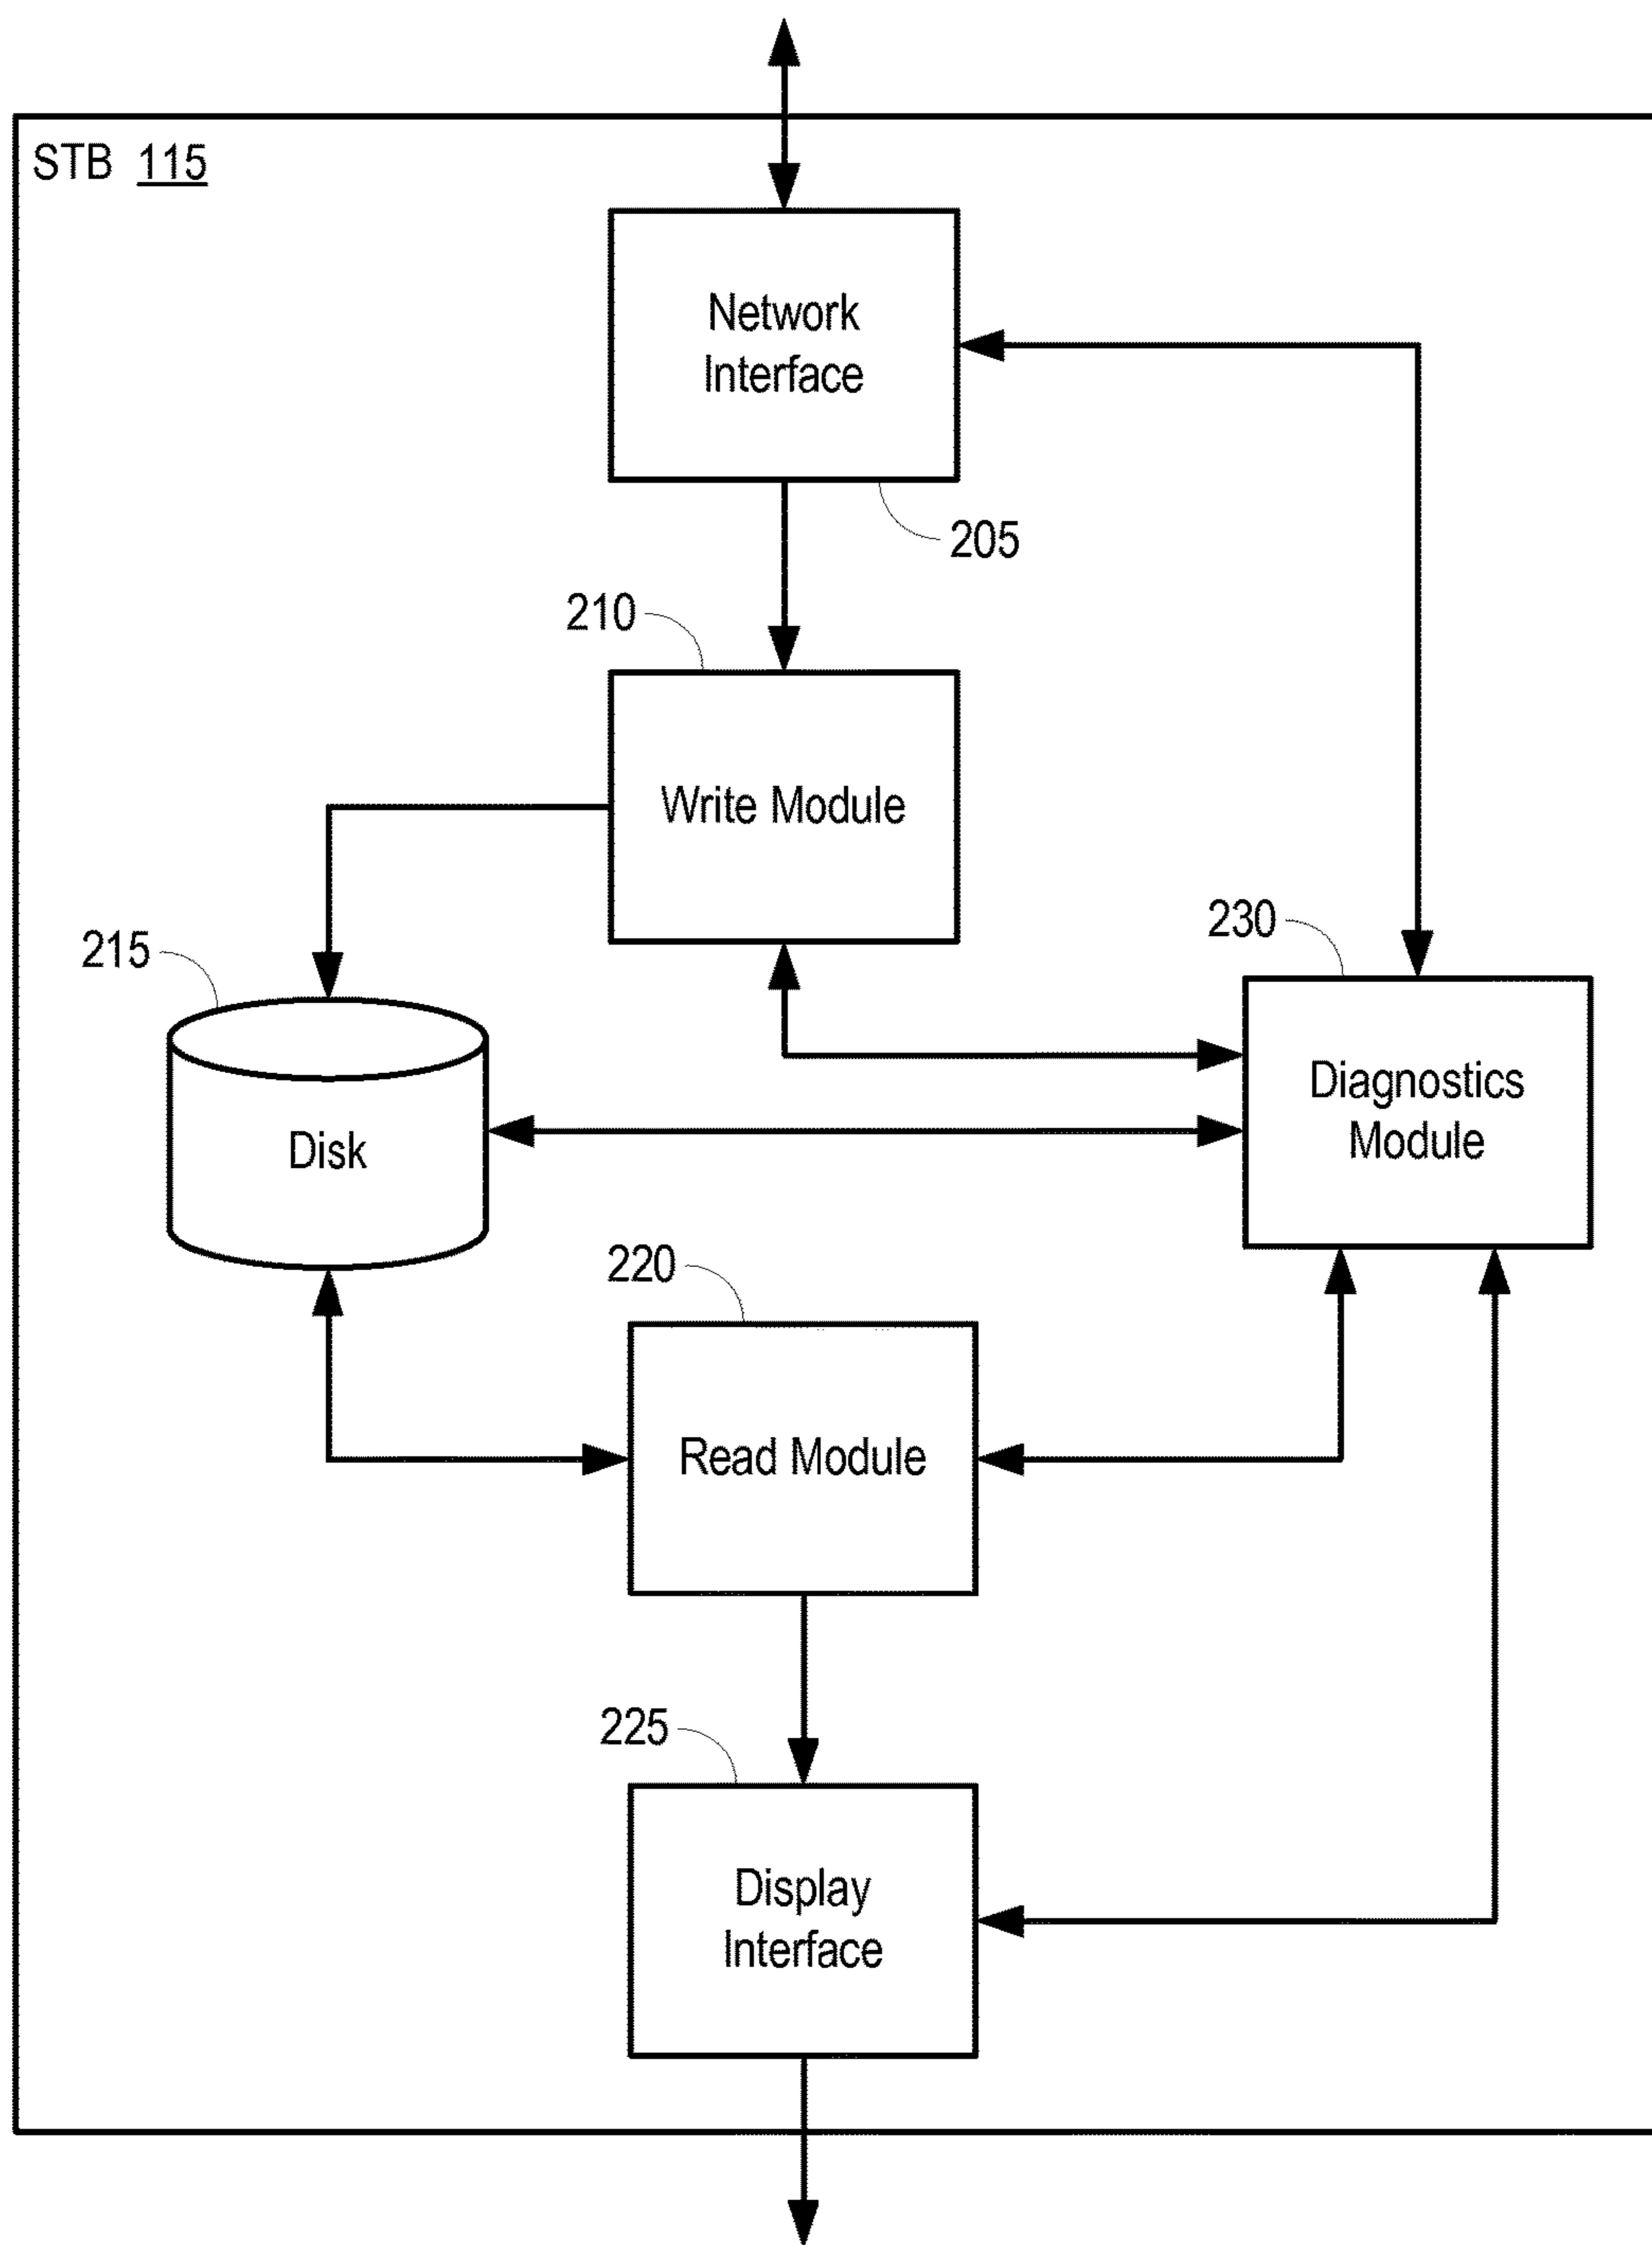 STB 115
Network
Interface
205
210
Write Module
230
215
Diagnostics
Module
Disk
220
Read Module
225
Display
Interface